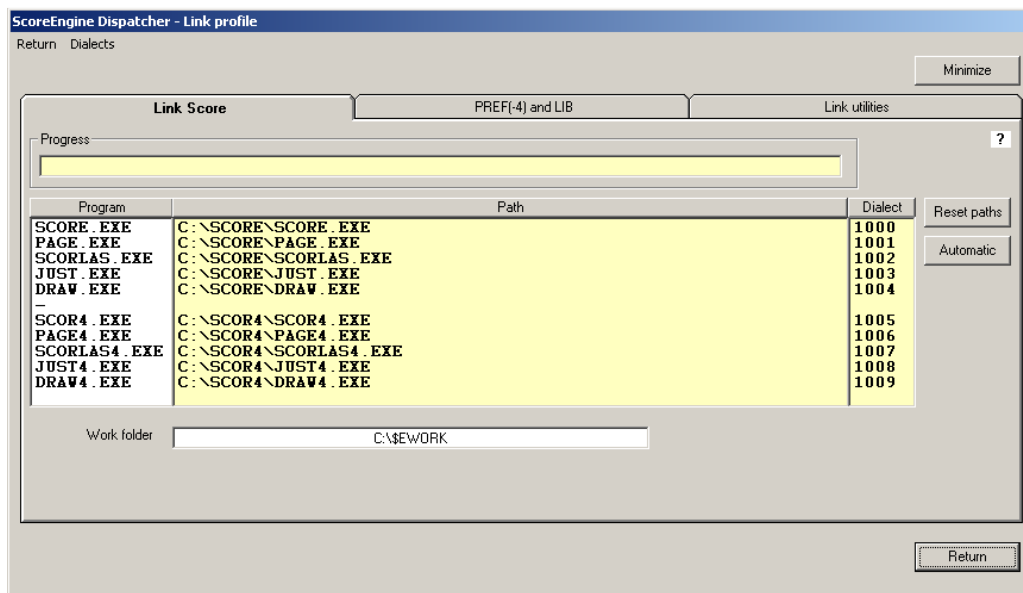 ScoreEngine Dispatcher - Link profile
Return Dialects
Minimize
Link Score PREF(-4) and LIB Link utilities
Progress ?
Program Path Dialect Reset paths
SCORE.EXE C:\SCORE\SCORE.EXE 1000
PAGE.EXE C:\SCORE\PAGE.EXE 1001
SCORLAS.EXE C:\SCORE\SCORLAS.EXE 1002
Automatic
JUST.EXE C:\SCORE\JUST.EXE 1003
DRAW.EXE C:\SCORE\DRAW.EXE 1004
–
SCOR4.EXE C:\SCOR4\SCOR4.EXE 1005
PAGE4.EXE C:\SCOR4\PAGE4.EXE 1006
SCORLAS4.EXE C:\SCOR4\SCORLAS4.EXE 1007
JUST4.EXE C:\SCOR4\JUST4.EXE 1008
DRAW4.EXE C:\SCOR4\DRAW4.EXE 1009
Work folder C:\$EWORK
Return